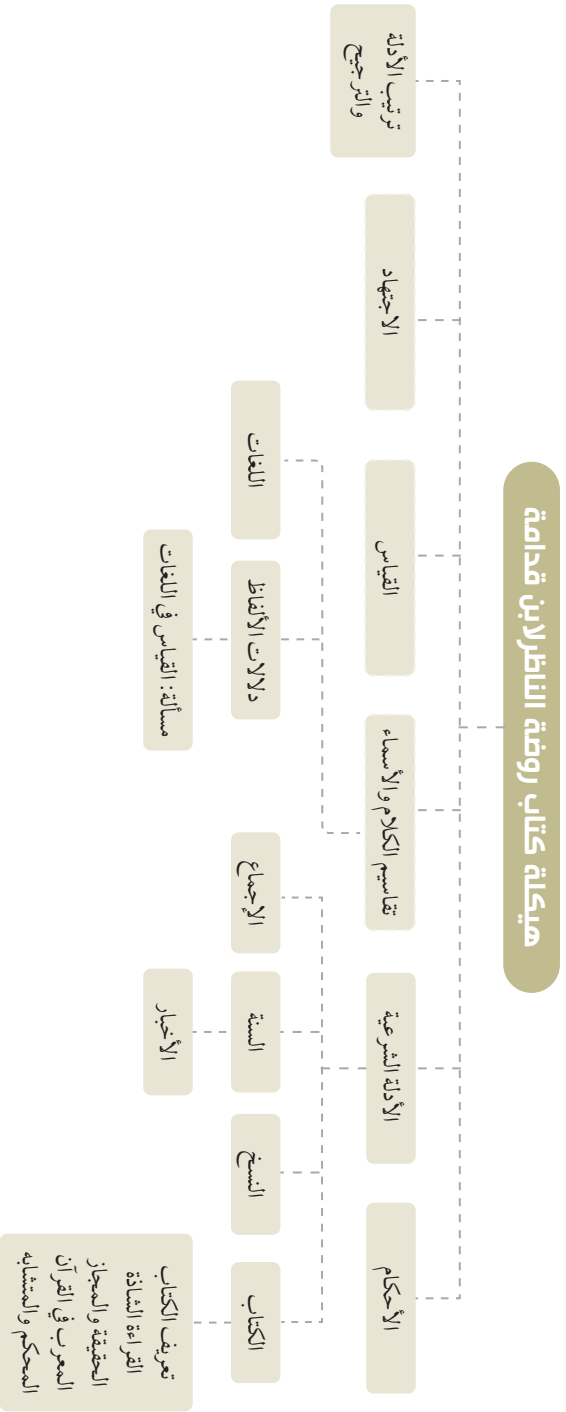 هيكلة كتاب روضة الناظر لابن قدامة
الأحكام
الأدلة الشرعية
تقاسيم الكلام والأسماء
القياس
الاجتهاد
ترتيب الأدلة
والترجيح
الكتاب
النسخ
السنة
الإجماع
دلالات الألفاظ
اللغات
تعريف الكتاب
القراءة الشاذة
الحقيقة والمجاز
المعرب في القرآن
المحكم والمتشابه
الأخبار
مسألة: القياس في اللغات